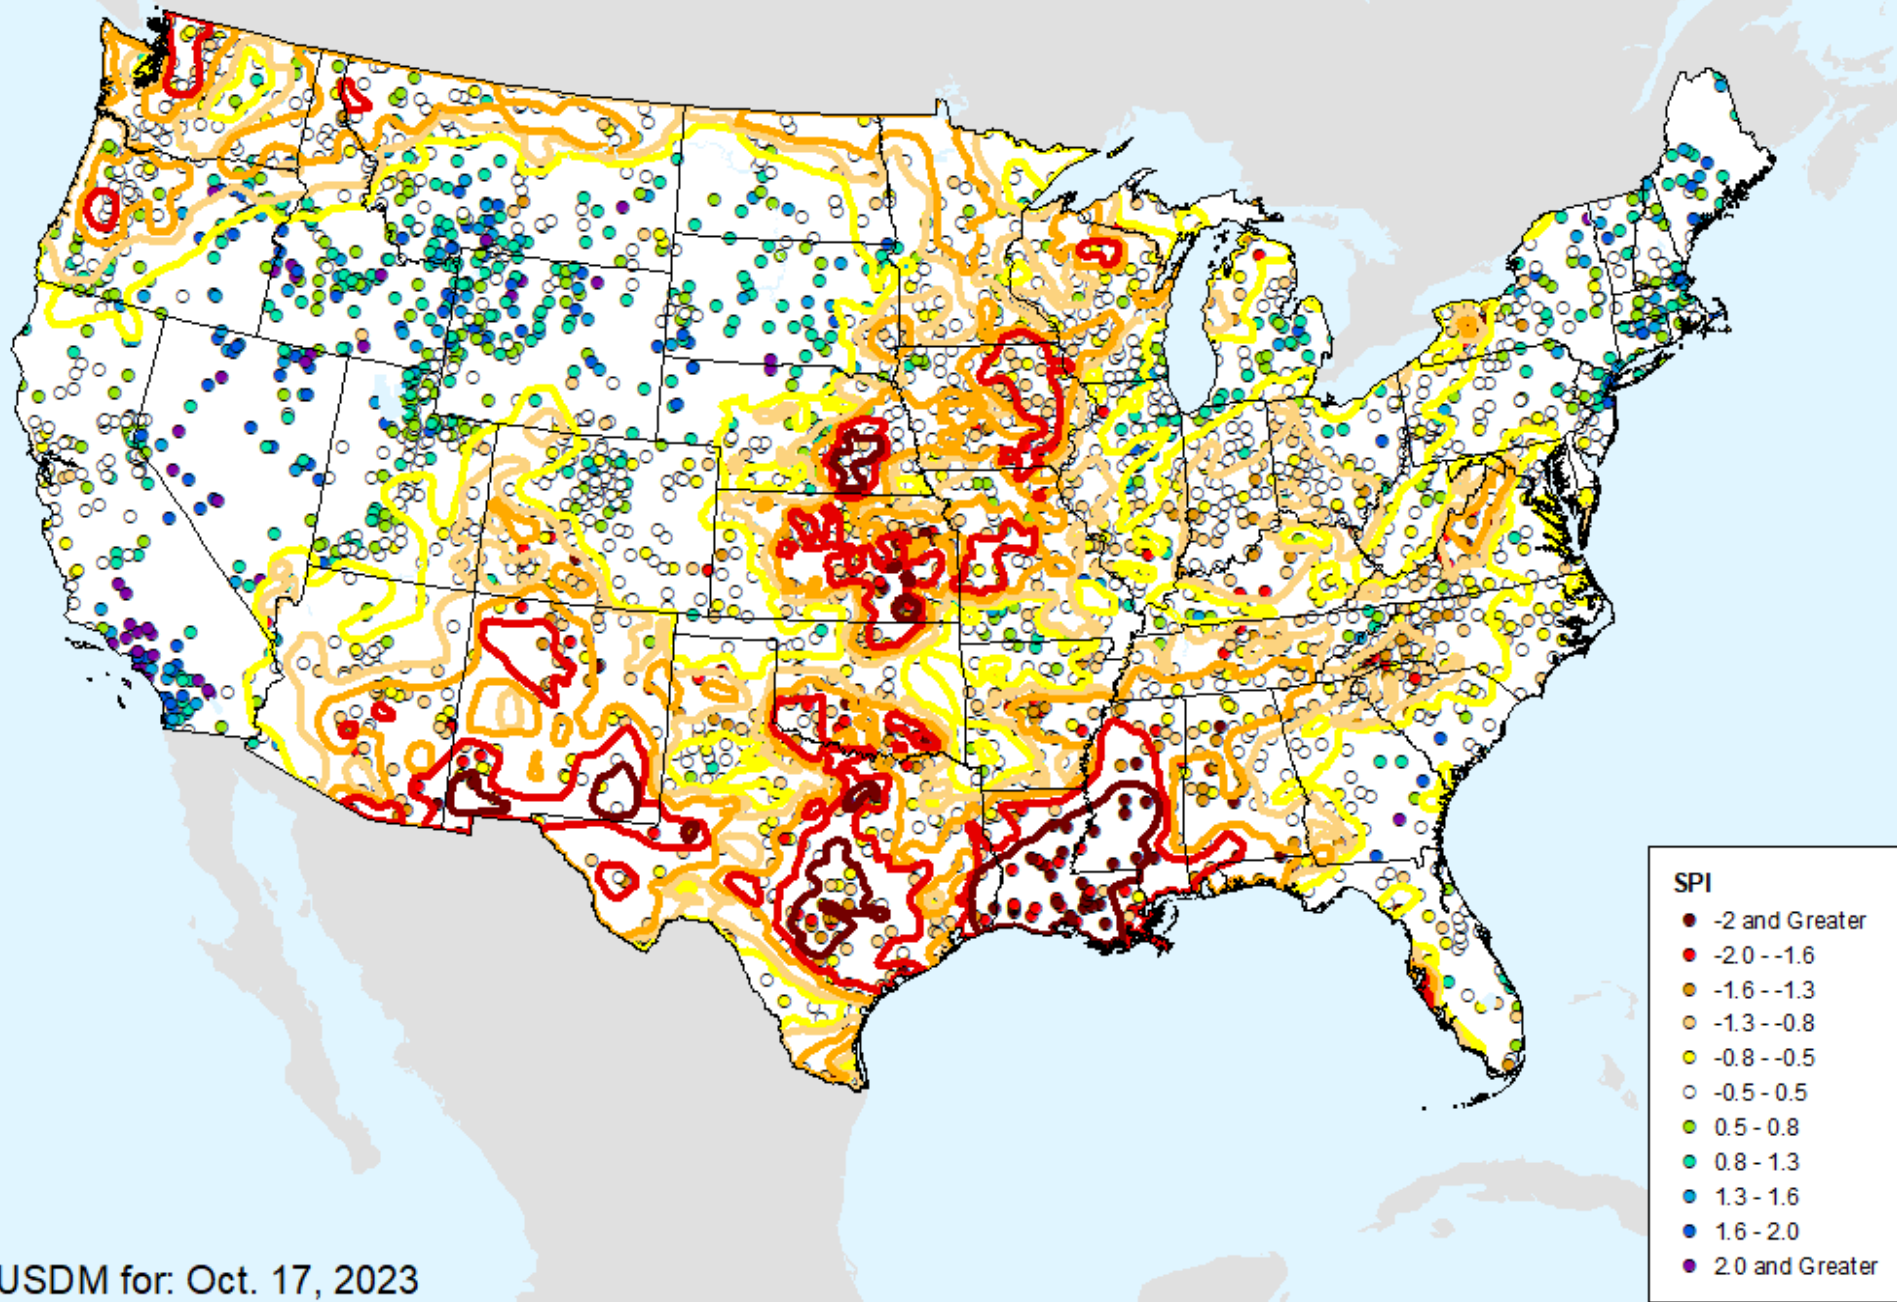 SPI
-2 and Greater
-2.0 - -1.6
-1.6 - -1.3
-1.3 - -0.8
-0.8 - -0.5
-0.5 - 0.5
0.5 - 0.8
0.8 - 1.3
1.3 - 1.6
1.6 - 2.0
2.0 and Greater
USDM for: Oct. 17, 2023